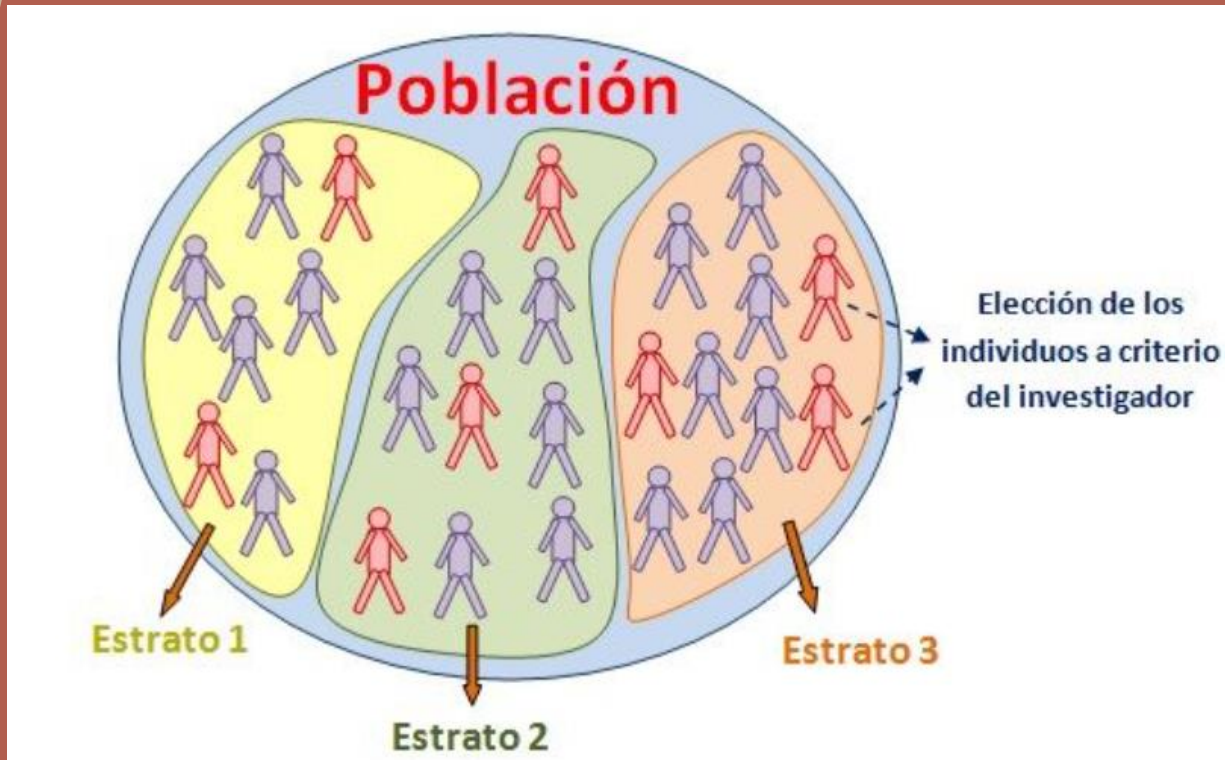 Población
Elección de los
individuos a criterio
del investigador
Estrato 1
Estrato 3
Estrato 2